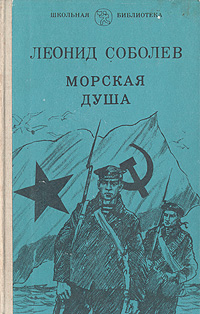 ШКОЛЬНАЯ БИБЛИОТЕКА
ЛЕОНИД СОБОЛЕВ
МОРСКАЯ
ДУША